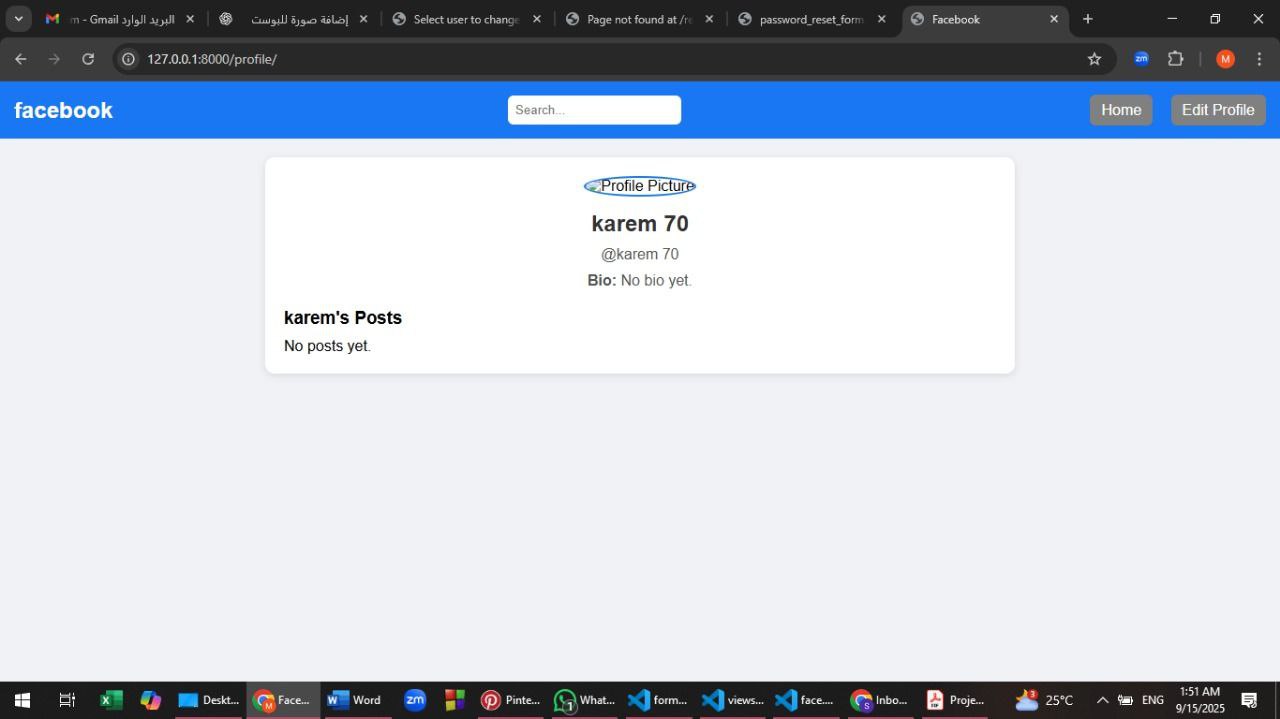 البريد الوارد - Gmail - m
إضافة صورة للبوست
Select user to change
Page not found at /re
password_reset_form
Facebook
127.0.0.1:8000/profile/
zm
M
facebook
Search...
Home
Edit Profile
Profile Picture
karem 70
@karem 70
Bio: No bio yet.
karem's Posts
No posts yet.
Deskt...
Face...
Word
zm
Pinte...
What...
form...
views...
face....
Inbo...
Proje...
3
25°C
ENG
1:51 AM
9/15/2025